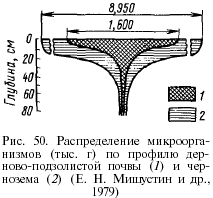 8,950
1,600
Глубина, см
0
20
40
60
80
1
2
Рис. 50. Распределение микроорга-
низмов (тыс. г) по профилю дер-
ново-подзолистой почвы (1) и чер-
нозема (2) (Е. Н. Мишустин и др.,
1979)